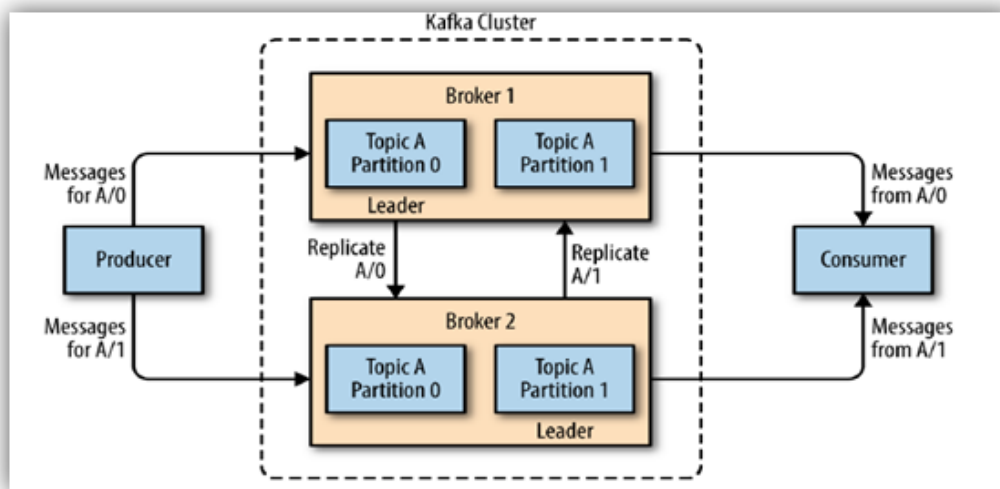 Kafka Cluster
Broker 1
Topic A
Partition 0
Topic A
Partition 1
Leader
Messages
for A/0
Messages
from A/0
Replicate
A/0
Replicate
A/1
Producer
Consumer
Broker 2
Messages
for A/1
Messages
from A/1
Topic A
Partition 0
Topic A
Partition 1
Leader